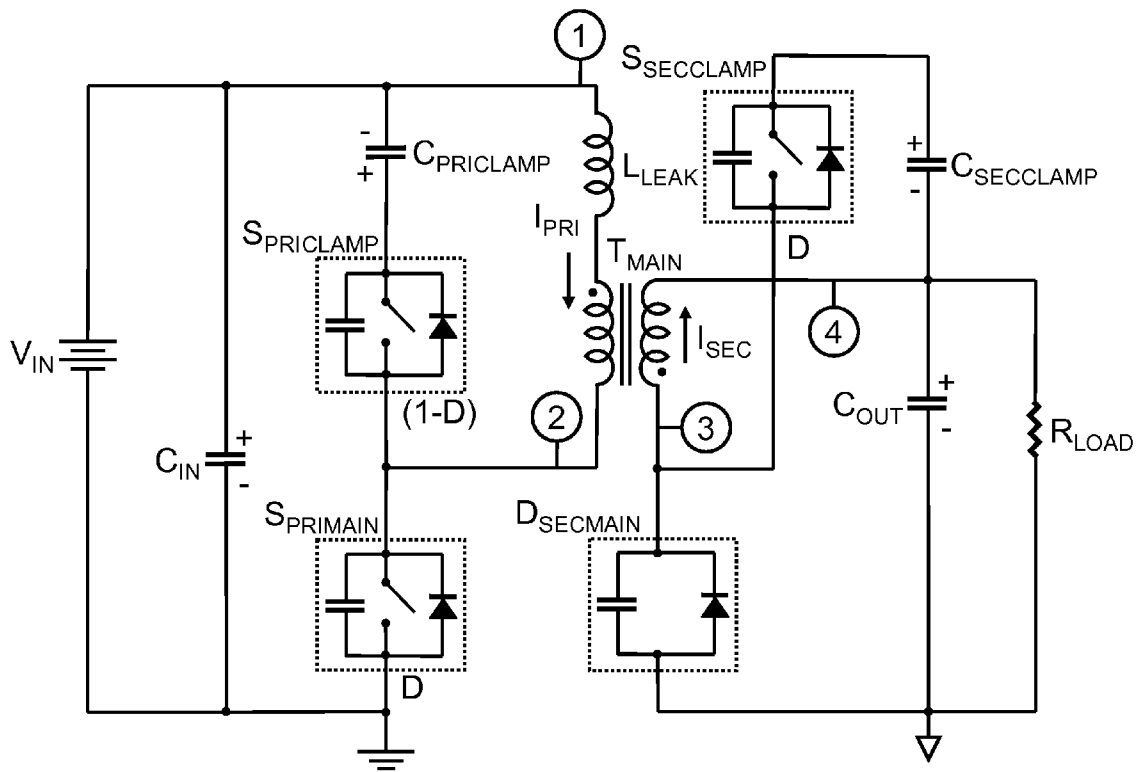 1
S_SECCLAMP
-
+
C_PRICLAMP
L_LEAK
+
-
C_SECCLAMP
I_PRI
S_PRICLAMP
T_MAIN
D
V_IN
I_SEC
4
(1-D)
2
3
+
C_OUT
-
R_LOAD
C_IN
+
-
S_PRIMAIN
D_SECMAIN
D